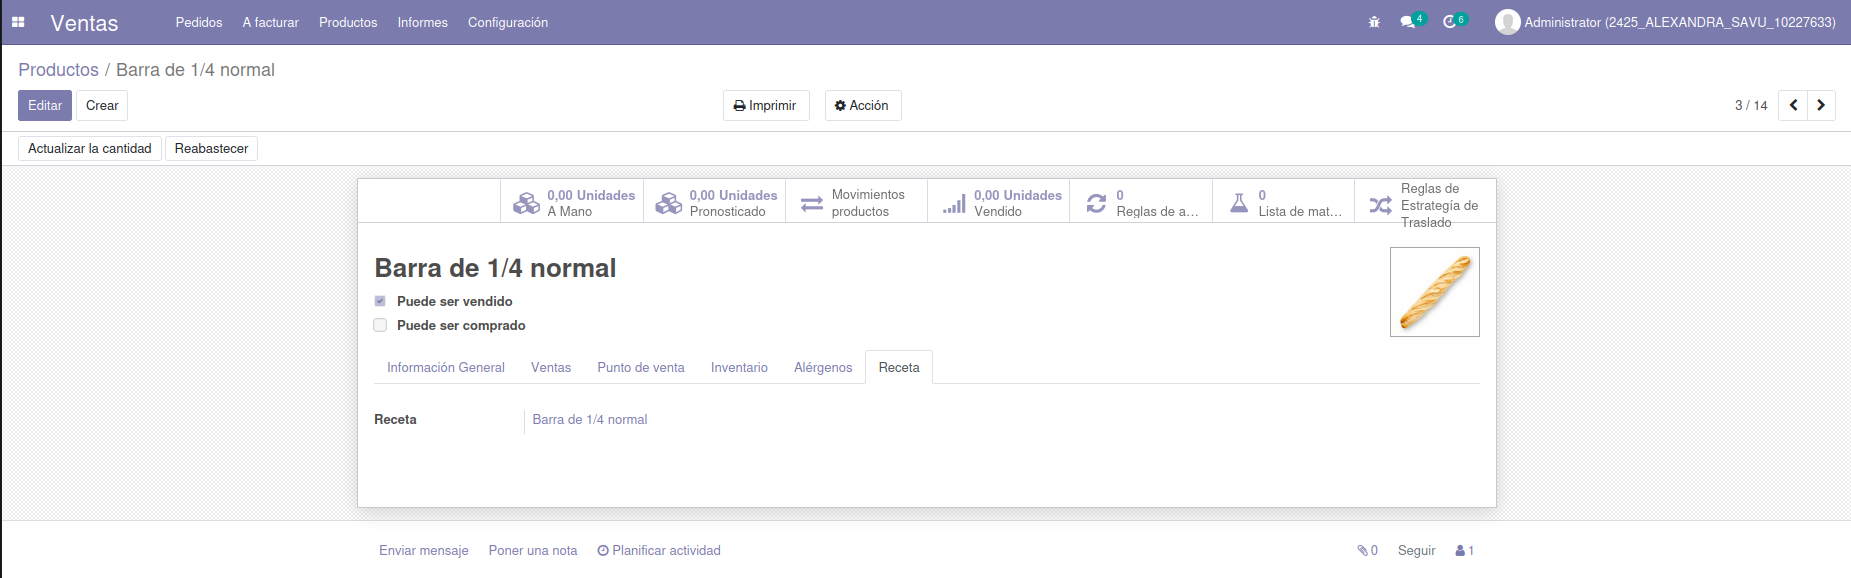 Ventas Pedidos A facturar Productos Informes Configuración 4 6 Administrator (2425_ALEXANDRA_SAVU_10227633)
Productos / Barra de 1/4 normal
Editar Crear Imprimir Acción 3 / 14
Actualizar la cantidad Reabastecer
0,00 Unidades
A Mano
0,00 Unidades
Pronosticado
Movimientos
productos
0,00 Unidades
Vendido
0
Reglas de a...
0
Lista de mat...
Reglas de
Estrategía de
Traslado
Barra de 1/4 normal
Puede ser vendido
Puede ser comprado
Información General Ventas Punto de venta Inventario Alérgenos Receta
Receta Barra de 1/4 normal
Enviar mensaje Poner una nota Planificar actividad 0 Seguir 1